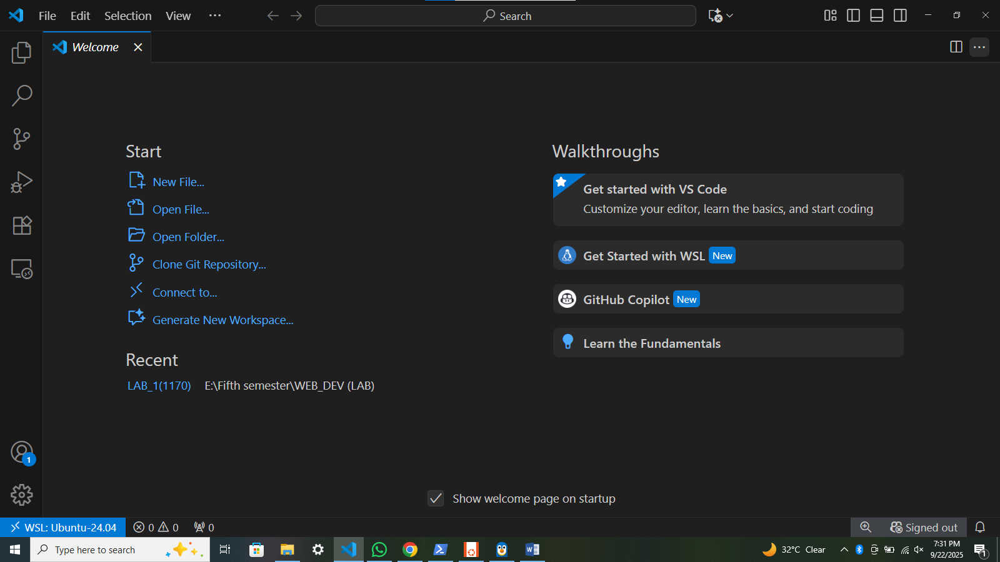 File Edit Selection View ...
Search
Welcome
Start
New File...
Open File...
Open Folder...
Clone Git Repository...
Connect to...
Generate New Workspace...
Recent
LAB_1(1170) E:\Fifth semester\WEB_DEV (LAB)
Walkthroughs
Get started with VS Code
Customize your editor, learn the basics, and start coding
Get Started with WSL New
GitHub Copilot New
Learn the Fundamentals
1
Show welcome page on startup
WSL: Ubuntu-24.04 0 0 0 Signed out
Type here to search
W
32°C Clear
7:31 PM
9/22/2025
1